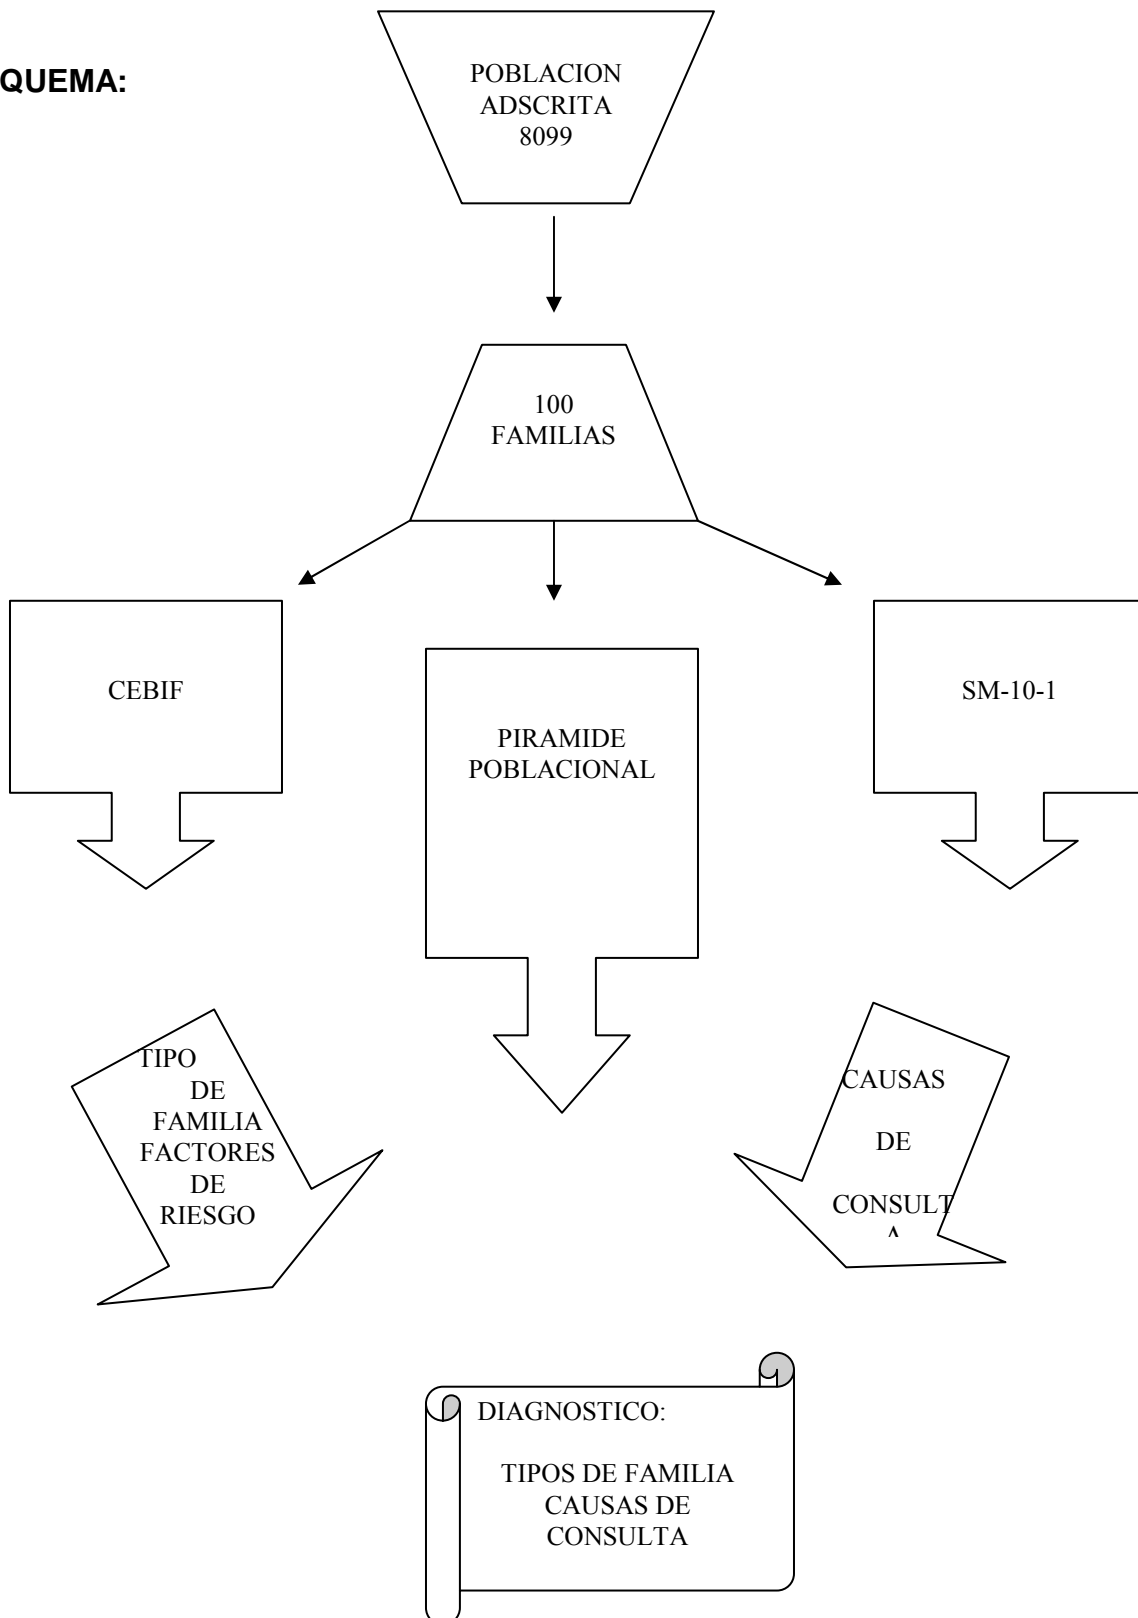 QUEMA:
POBLACION
ADSCRITA
8099
100
FAMILIAS
CEBIF
PIRAMIDE
POBLACIONAL
SM-10-1
TIPO
DE
FAMILIA
FACTORES
DE
RIESGO
CAUSAS
DE
CONSULT
A
DIAGNOSTICO:
TIPOS DE FAMILIA
CAUSAS DE
CONSULTA